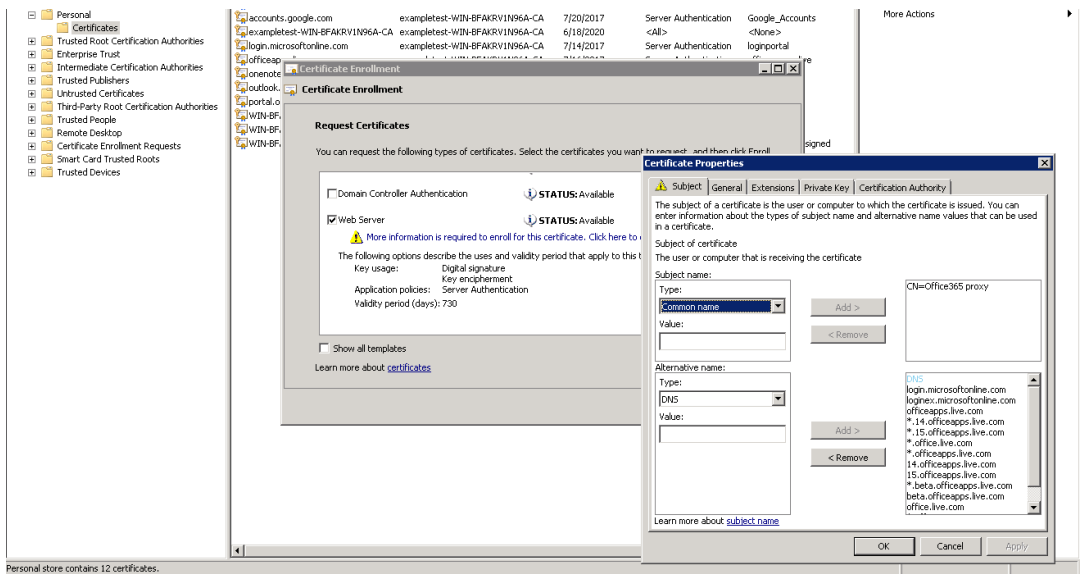 Personal
Certificates
Trusted Root Certification Authorities
Enterprise Trust
Intermediate Certification Authorities
Trusted Publishers
Untrusted Certificates
Third-Party Root Certification Authorities
Trusted People
Remote Desktop
Certificate Enrollment Requests
Smart Card Trusted Roots
Trusted Devices
accounts.google.com exampletest-WIN-BFAKRV1N96A-CA 7/20/2017 Server Authentication Google_Accounts
exampletest-WIN-BFAKRV1N96A-CA exampletest-WIN-BFAKRV1N96A-CA 6/18/2020 <All> <None>
login.microsoftonline.com exampletest-WIN-BFAKRV1N96A-CA 7/14/2017 Server Authentication loginportal
onenote
outlook.
portal.o
WIN-BF
WIN-BF
WIN-BF
signed
More Actions
Certificate Enrollment
Certificate Enrollment
Request Certificates
You can request the following types of certificates. Select the certificates you want to request, and then click Enroll
Domain Controller Authentication STATUS: Available
Web Server STATUS: Available
More information is required to enroll for this certificate. Click here to
The following options describe the uses and validity period that apply to this
Key usage: Digital signature
Key encipherment
Application policies: Server Authentication
Validity period (days): 730
Show all templates
Learn more about certificates
Certificate Properties
Subject General Extensions Private Key Certification Authority
The subject of a certificate is the user or computer to which the certificate is issued. You can
enter information about the types of subject name and alternative name values that can be used
in a certificate.
Subject of certificate
The user or computer that is receiving the certificate
Subject name:
Type:
Common name
Value:
Add >
< Remove
CN=Office365 proxy
Alternative name:
Type:
DNS
Value:
Add >
< Remove
DNS
login.microsoftonline.com
loginex.microsoftonline.com
officeapps.live.com
*.14.officeapps.live.com
*.15.officeapps.live.com
*.office.live.com
*.officeapps.live.com
14.officeapps.live.com
15.officeapps.live.com
*.beta.officeapps.live.com
beta.officeapps.live.com
office.live.com
Learn more about subject name
OK Cancel Apply
Personal store contains 12 certificates.